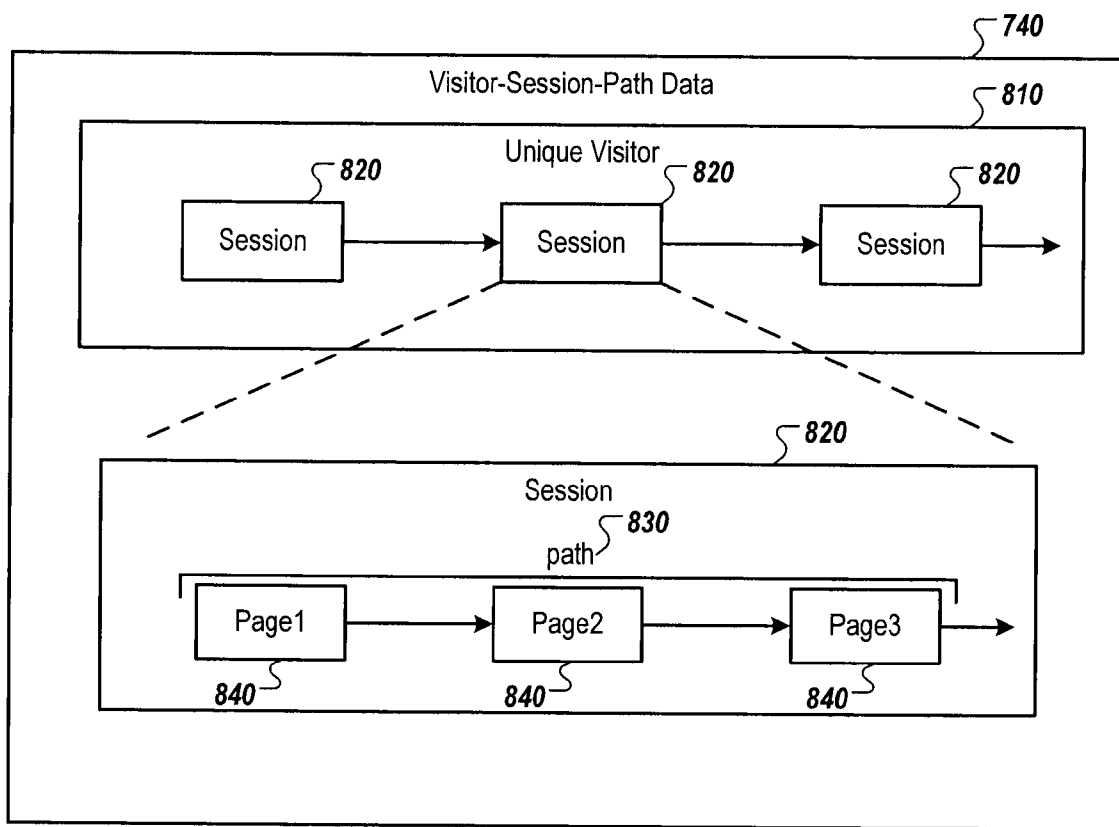 740
Visitor-Session-Path Data
810
Unique Visitor
820 820 820
Session Session Session
820
Session
path 830
Page1 Page2 Page3
840 840 840